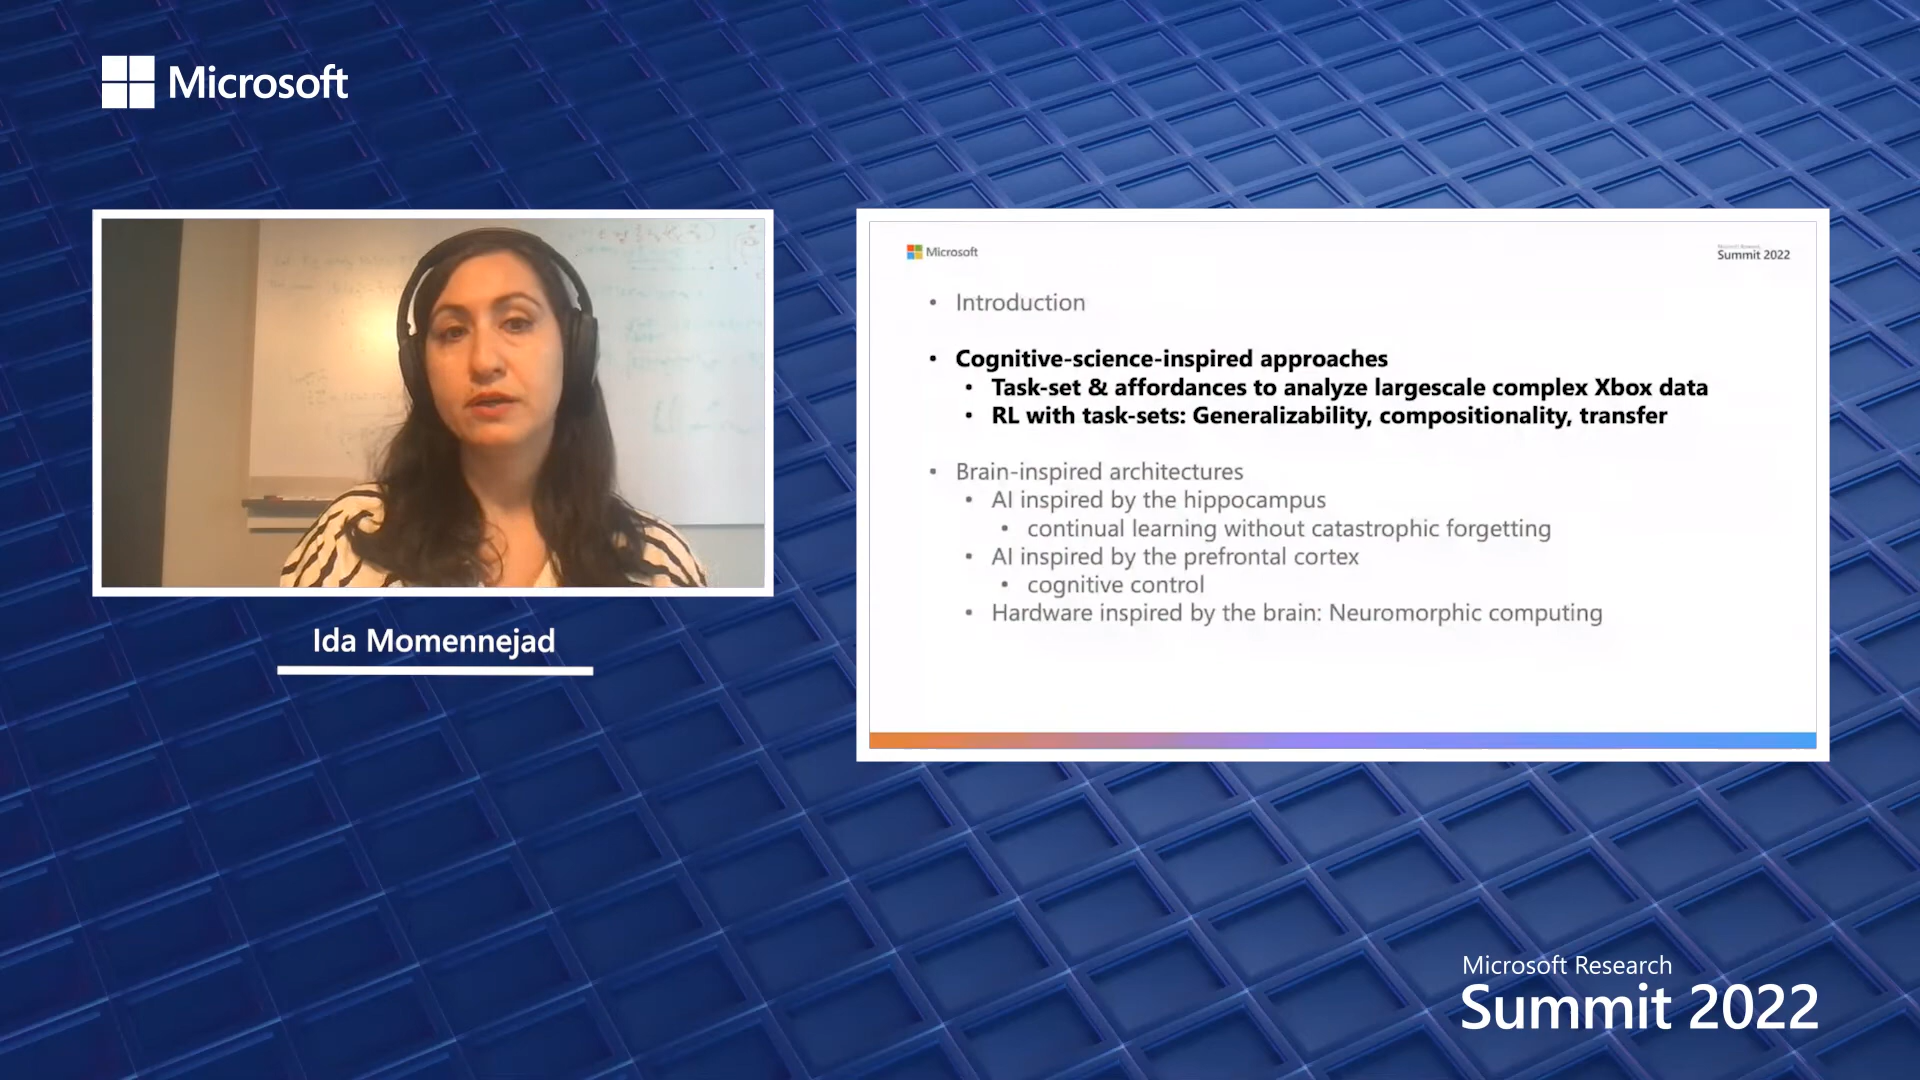 Microsoft
Ida Momennejad
Microsoft
Summit 2022
• Introduction
• Cognitive-science-inspired approaches
• Task-set & affordances to analyze largescale complex Xbox data
• RL with task-sets: Generalizability, compositionality, transfer
• Brain-inspired architectures
• AI inspired by the hippocampus
• continual learning without catastrophic forgetting
• AI inspired by the prefrontal cortex
• cognitive control
• Hardware inspired by the brain: Neuromorphic computing
Microsoft Research
Summit 2022